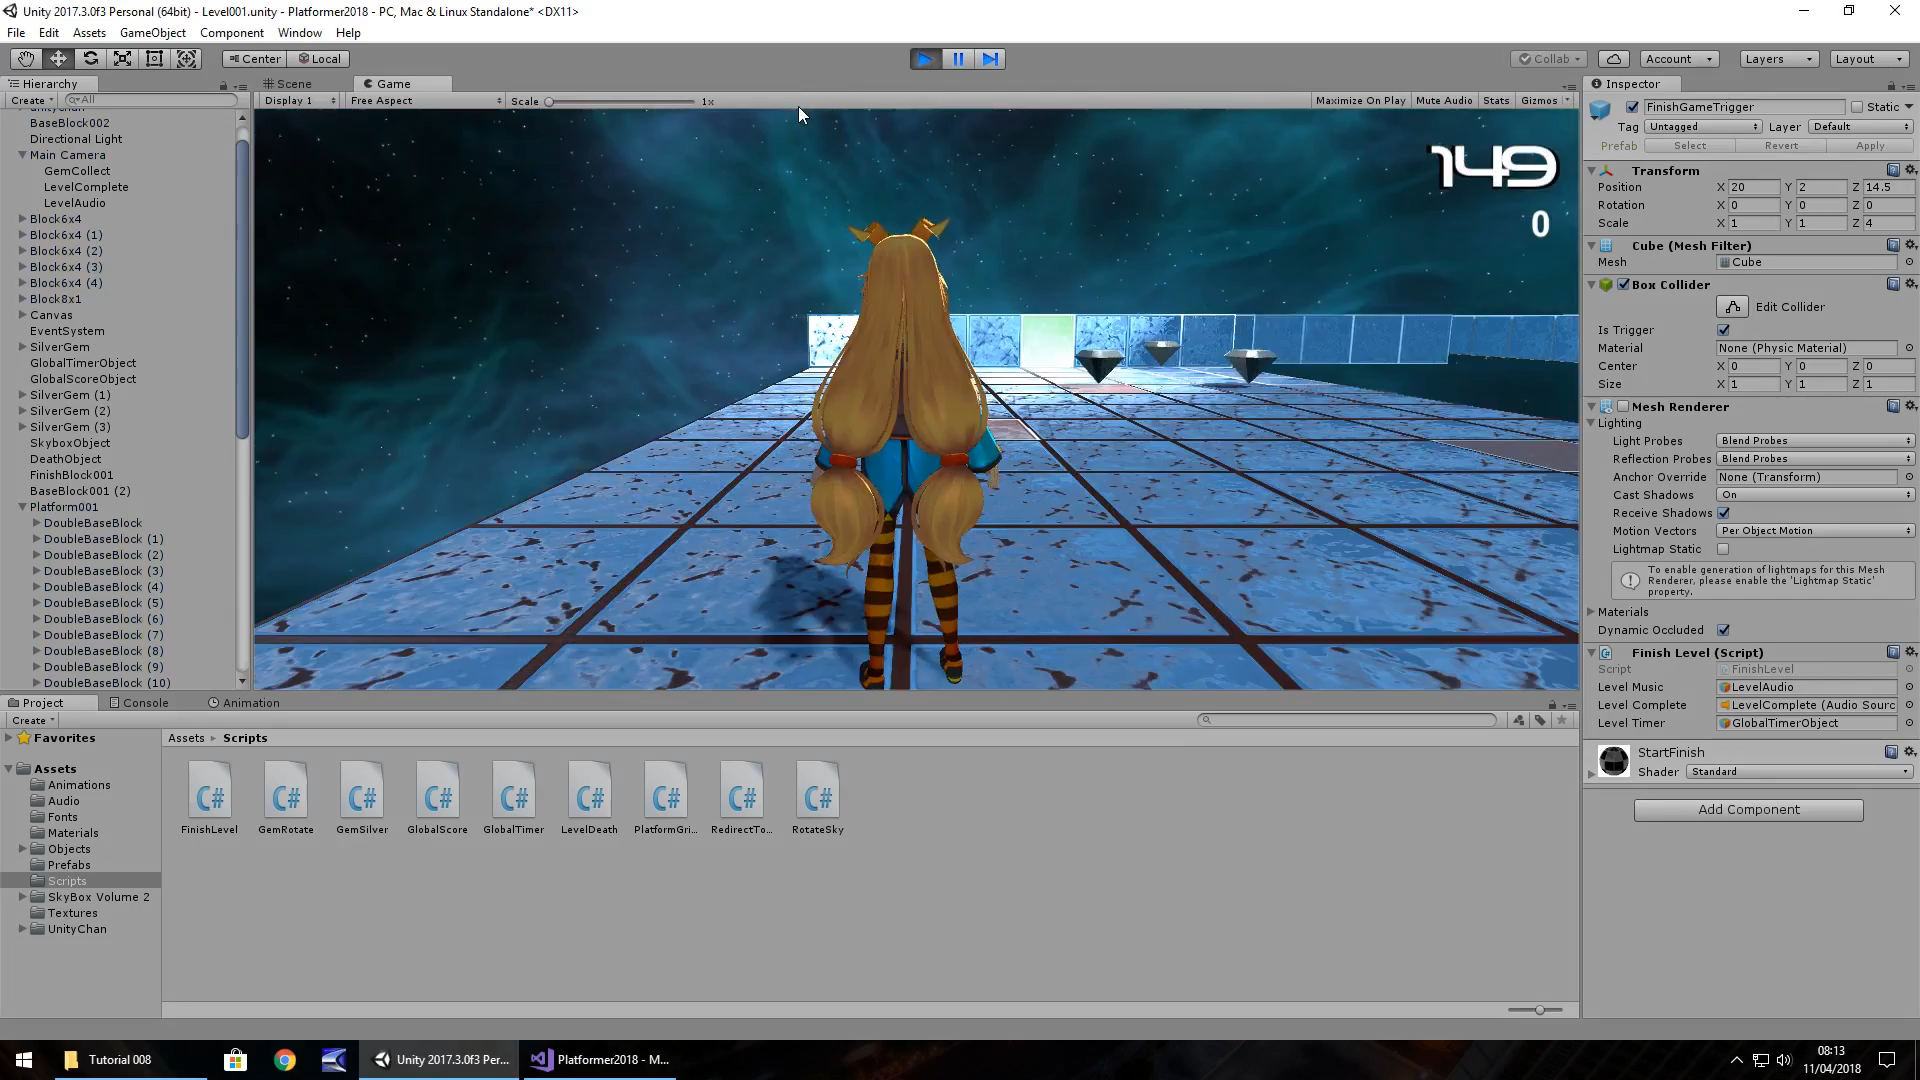 Unity 2017.3.0f3 Personal (64bit) - Level001.unity - Platformer2018 - PC, Mac & Linux Standalone* <DX11>
File Edit Assets GameObject Component Window Help
Center Local Collab Account Layers Layout
Hierarchy Scene Game Inspector
Create All Display 1 Free Aspect Scale 1x Maximize On Play Mute Audio Stats Gizmos
BaseBlock002
Directional Light
Main Camera
GemCollect
LevelComplete
LevelAudio
Block6x4
Block6x4 (1)
Block6x4 (2)
Block6x4 (3)
Block6x4 (4)
Block8x1
Canvas
EventSystem
SilverGem
GlobalTimerObject
GlobalScoreObject
SilverGem (1)
SilverGem (2)
SilverGem (3)
SkyboxObject
DeathObject
FinishBlock001
BaseBlock001 (2)
Platform001
DoubleBaseBlock
DoubleBaseBlock (1)
DoubleBaseBlock (2)
DoubleBaseBlock (3)
DoubleBaseBlock (4)
DoubleBaseBlock (5)
DoubleBaseBlock (6)
DoubleBaseBlock (7)
DoubleBaseBlock (8)
DoubleBaseBlock (9)
DoubleBaseBlock (10)
149
0
FinishGameTrigger Static
Tag Untagged Layer Default
Prefab Select Revert Apply
Transform
Position X 20 Y 2 Z 14.5
Rotation X 0 Y 0 Z 0
Scale X 1 Y 1 Z 4
Cube (Mesh Filter)
Mesh Cube
Box Collider
Edit Collider
Is Trigger
Material None (Physic Material)
Center X 0 Y 0 Z 0
Size X 1 Y 1 Z 1
Mesh Renderer
Lighting
Light Probes Blend Probes
Reflection Probes Blend Probes
Anchor Override None (Transform)
Cast Shadows On
Receive Shadows
Motion Vectors Per Object Motion
Lightmap Static
To enable generation of lightmaps for this Mesh
Renderer, please enable the 'Lightmap Static'
property.
Materials
Dynamic Occluded
Finish Level (Script)
Script FinishLevel
Level Music LevelAudio
Level Complete LevelComplete (Audio Sourc
Level Timer GlobalTimerObject
StartFinish
Shader Standard
Add Component
Project Console Animation
Create
Favorites
Assets
Animations
Audio
Fonts
Materials
Objects
Prefabs
Scripts
SkyBox Volume 2
Textures
UnityChan
Assets Scripts
C# C# C# C# C# C# C# C# C#
FinishLevel GemRotate GemSilver GlobalScore GlobalTimer LevelDeath PlatformGri... RedirectTo... RotateSky
Tutorial 008 Unity 2017.3.0f3 Per... Platformer2018 - M...
08:13
11/04/2018